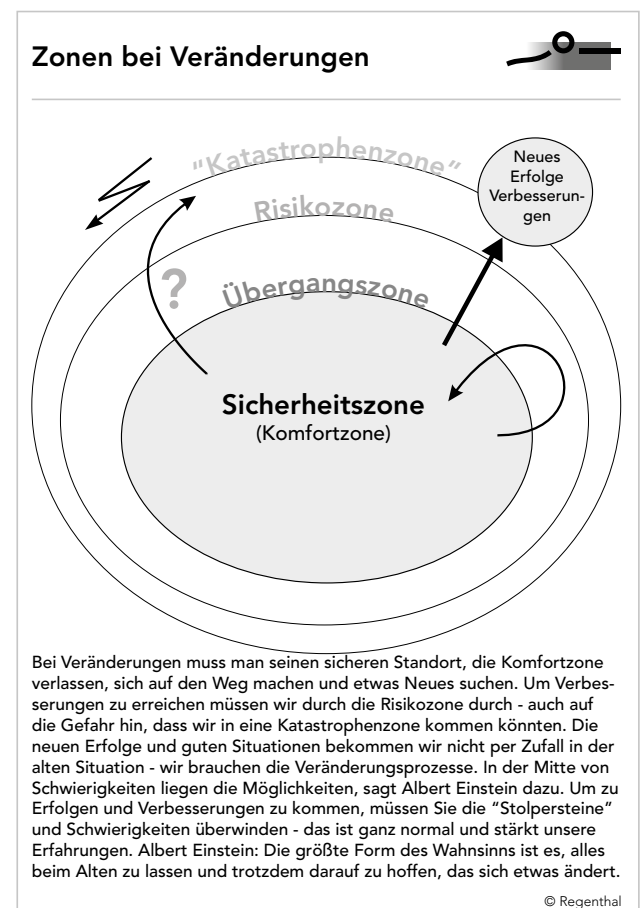 Zonen bei Veränderungen
"Katastrophenzone"
Neues
Erfolge
Verbesserun-
gen
Risikozone
?
Übergangszone
Sicherheitszone
(Komfortzone)
Bei Veränderungen muss man seinen sicheren Standort, die Komfortzone
verlassen, sich auf den Weg machen und etwas Neues suchen. Um Verbes-
serungen zu erreichen müssen wir durch die Risikozone durch - auch auf
die Gefahr hin, dass wir in eine Katastrophenzone kommen könnten. Die
neuen Erfolge und guten Situationen bekommen wir nicht per Zufall in der
alten Situation - wir brauchen die Veränderungsprozesse. In der Mitte von
Schwierigkeiten liegen die Möglichkeiten, sagt Albert Einstein dazu. Um zu
Erfolgen und Verbesserungen zu kommen, müssen Sie die "Stolpersteine"
und Schwierigkeiten überwinden - das ist ganz normal und stärkt unsere
Erfahrungen. Albert Einstein: Die größte Form des Wahnsinns ist es, alles
beim Alten zu lassen und trotzdem darauf zu hoffen, das sich etwas ändert.
© Regenthal